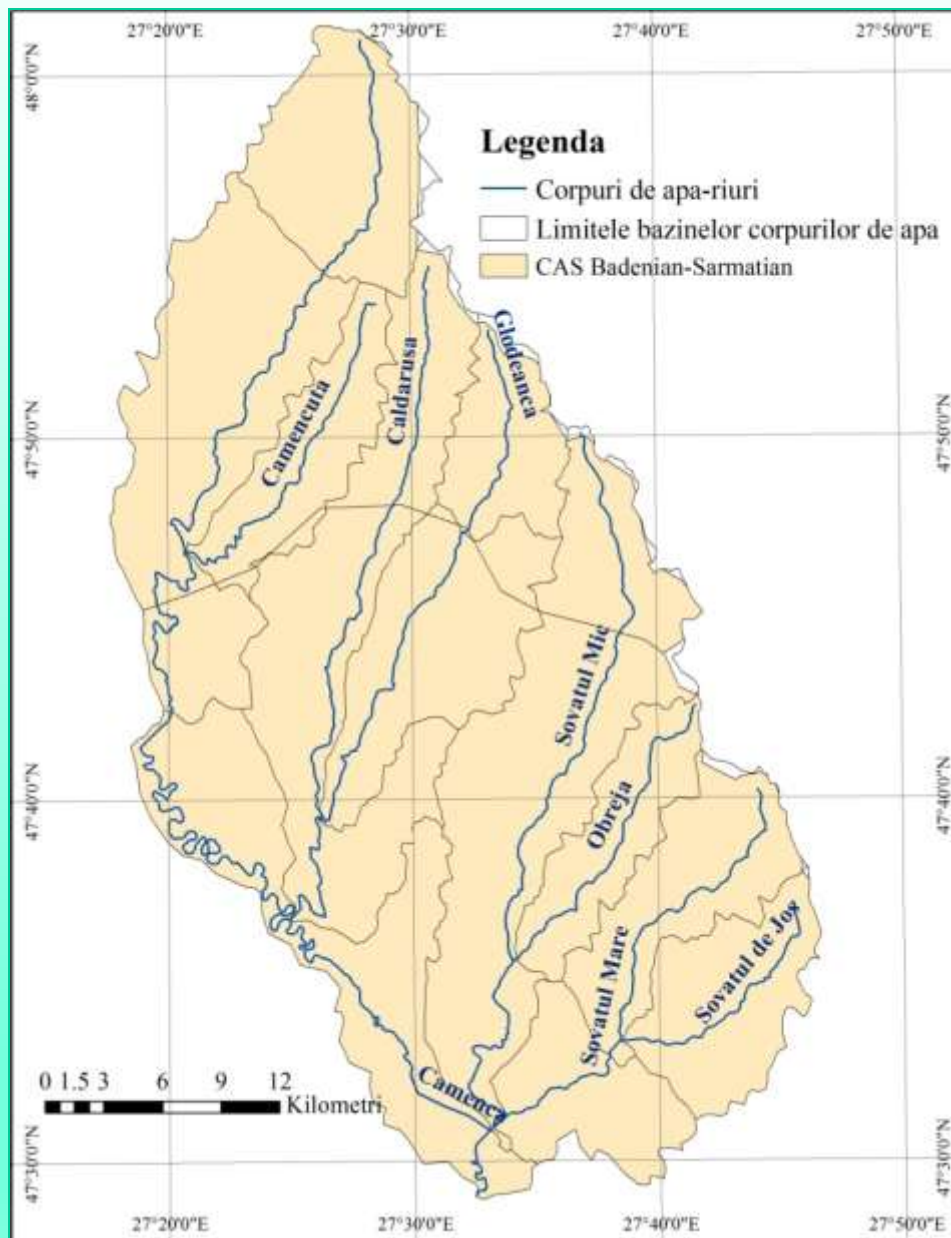 27°20'0"E
27°30'0"E
27°40'0"E
27°50'0"E
48°0'0"N
48°0'0"N
Legenda
Corpuri de apa-riuri
Limitele bazinelor corpurilor de apa
CAS Badenian-Sarmatian
Glodeanca
Caldarusa
Camencuta
47°50'0"N
47°50'0"N
Sovatul Mic
Obreja
47°40'0"N
47°40'0"N
Sovatul Mare
Sovatul de Jos
Camenca
0 1.5 3 6 9 12
Kilometri
47°30'0"N
47°30'0"N
27°20'0"E
27°30'0"E
27°40'0"E
27°50'0"E